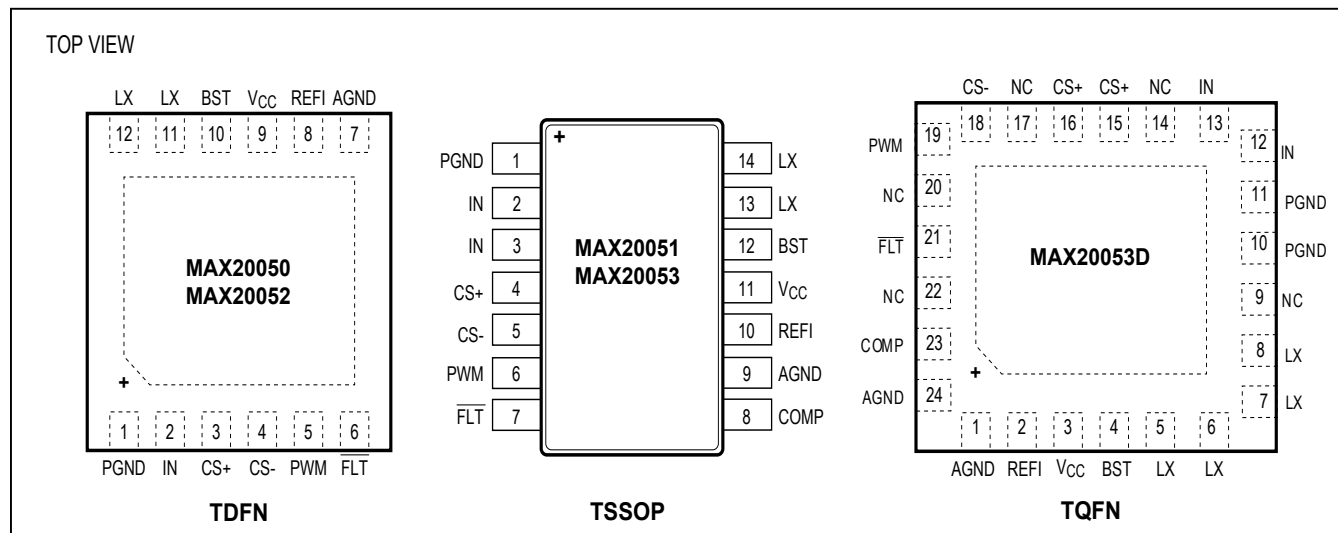 TOP VIEW
LX LX BST VCC REFI AGND
12 11 10 9 8 7
MAX20050
MAX20052
+
1 2 3 4 5 6
PGND IN CS+ CS- PWM FLT
TDFN
+
PGND 1 14 LX
IN 2 13 LX
IN 3 12 BST
CS+ 4 11 VCC
CS- 5 10 REFI
PWM 6 9 AGND
FLT 7 8 COMP
MAX20051
MAX20053
TSSOP
CS- NC CS+ CS+ NC IN
18 17 16 15 14 13
PWM 19 12 IN
NC 20 11 PGND
FLT 21 10 PGND
NC 22 9 NC
COMP 23 8 LX
AGND 24 7 LX
MAX20053D
+
1 2 3 4 5 6
AGND REFI VCC BST LX LX
TQFN